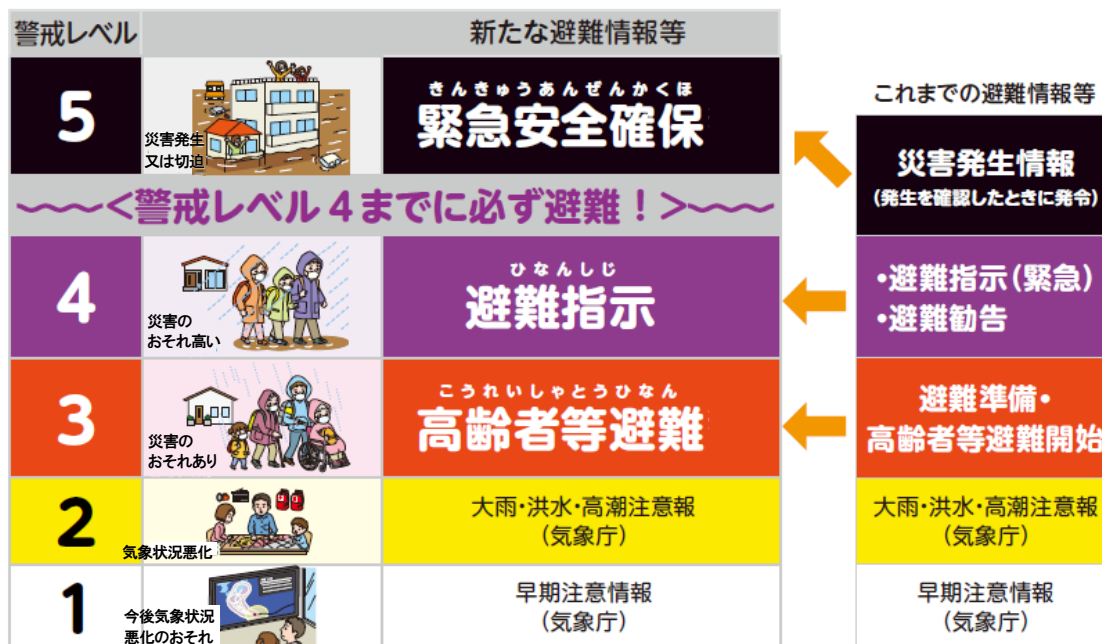 警戒レベル
新たな避難情報等
5
災害発生
又は切迫
きんきゅうあんぜんかくほ
緊急安全確保
〜〜〜<警戒レベル4までに必ず避難！>〜〜〜
4
災害の
おそれ高い
ひなんしじ
避難指示
3
災害の
おそれあり
こうれいしゃとうひなん
高齢者等避難
2
気象状況悪化
大雨・洪水・高潮注意報
(気象庁)
1
今後気象状況
悪化のおそれ
早期注意情報
(気象庁)
これまでの避難情報等
災害発生情報
(発生を確認したときに発令)
・避難指示(緊急)
・避難勧告
避難準備・
高齢者等避難開始
大雨・洪水・高潮注意報
(気象庁)
早期注意情報
(気象庁)